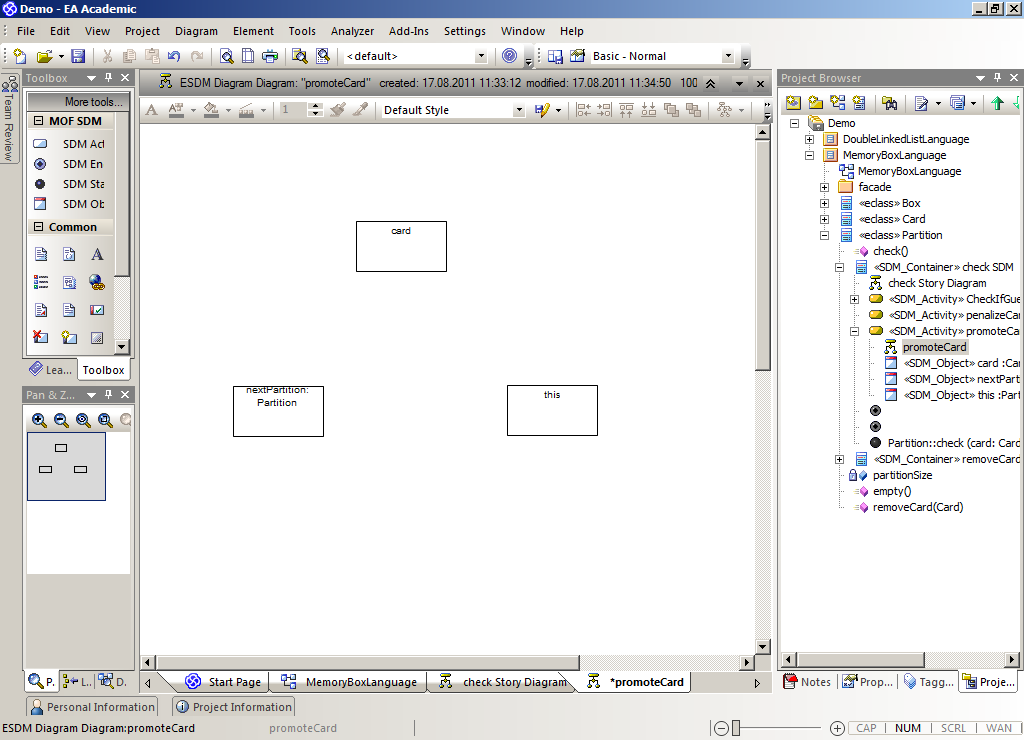 Demo - EA Academic
File Edit View Project Diagram Element Tools Analyzer Add-Ins Settings Window Help
<default> Basic - Normal
Team Review
Toolbox
More tools...
MOF SDM
SDM Act
SDM En
SDM Sta
SDM Ob
Common
A
Lea... Toolbox
Pan & Z...
P. L.. D.
ESDM Diagram Diagram: "promoteCard" created: 17.08.2011 11:33:12 modified: 17.08.2011 11:34:50 100
A 1 Default Style
card
nextPartition:
Partition
this
Start Page MemoryBoxLanguage check Story Diagram *promoteCard
Project Browser
Demo
DoubleLinkedListLanguage
MemoryBoxLanguage
MemoryBoxLanguage
facade
«eclass» Box
«eclass» Card
«eclass» Partition
check()
«SDM_Container» check SDM
check Story Diagram
«SDM_Activity» CheckIfGue
«SDM_Activity» penalizeCar
«SDM_Activity» promoteCa
promoteCard
«SDM_Object» card :Car
«SDM_Object» nextPart
«SDM_Object» this :Part
Partition::check (card: Card
«SDM_Container» removeCard
partitionSize
empty()
removeCard(Card)
Notes Prop... Tagg... Proje...
Personal Information Project Information
ESDM Diagram Diagram:promoteCard promoteCard CAP NUM SCRL WAN